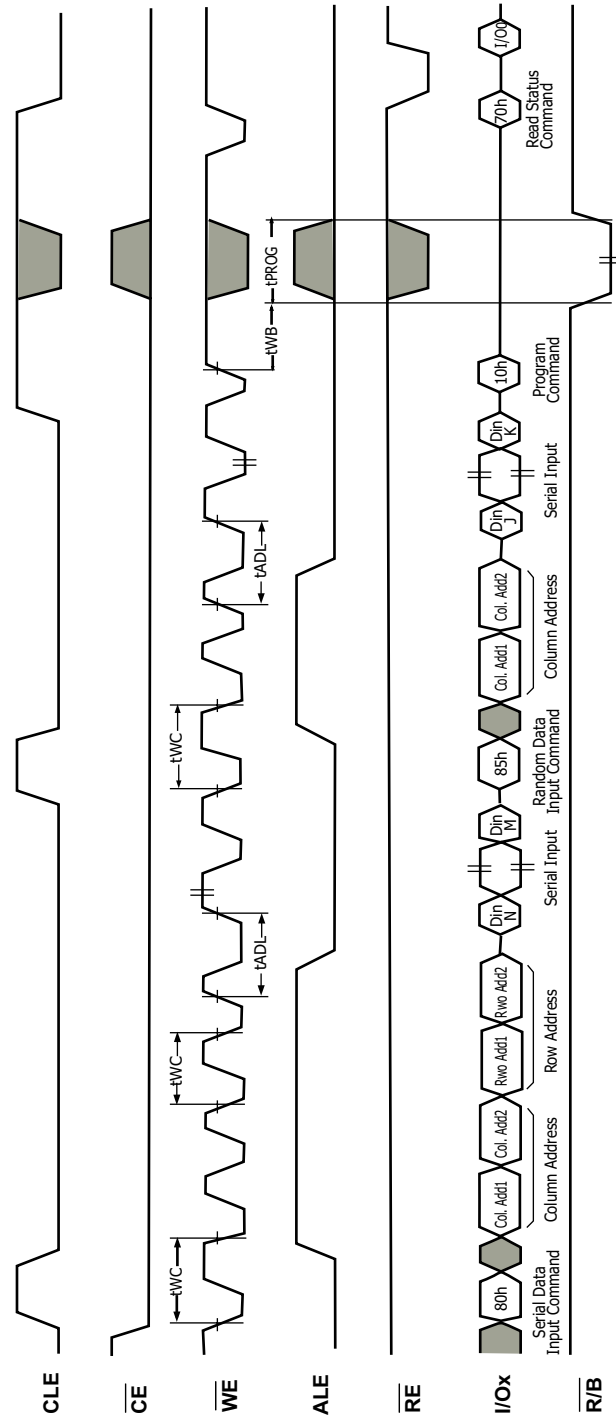 CLE
CE
WE
ALE
RE
I/Ox
R/B
tWC
tWC
tADL
tWC
tADL
tWB
tPROG
80h
Col. Add1
Col. Add2
Rwo Add1
Rwo Add2
Din
N
Din
M
85h
Col. Add1
Col. Add2
Din
J
Din
K
10h
70h
I/O0
Serial Data
Input Command
Column Address
Row Address
Serial Input
Random Data
Input Command
Column Address
Serial Input
Program
Command
Read Status
Command